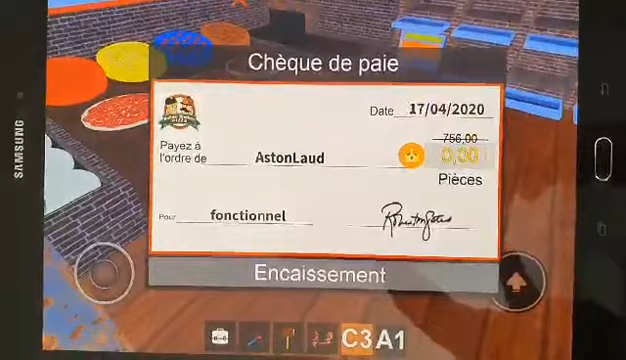 SAMSUNG
Chèque de paie
Date 17/04/2020
756,00
Payez à
l'ordre de AstonLaud
0,00
Pièces
Pour fonctionnel
Encaissement
C3 A1